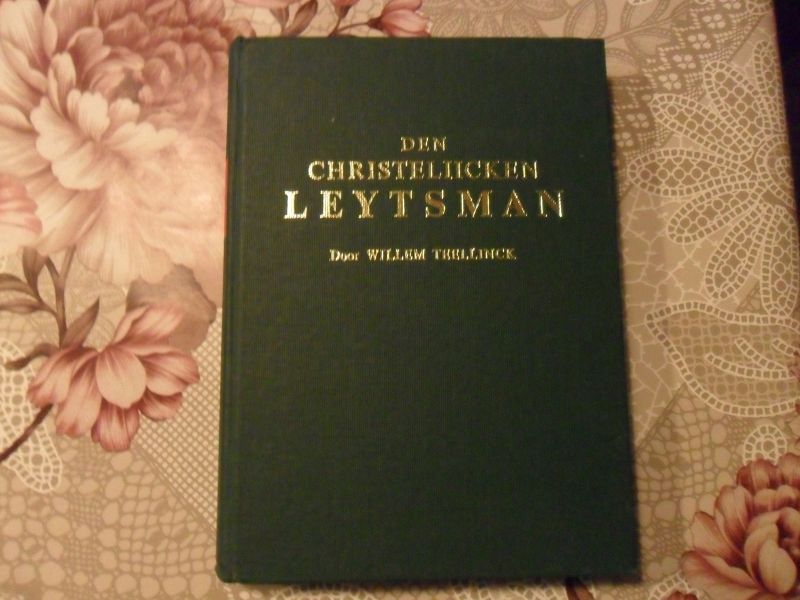 DEN
CHRISTELIICKEN
LEYTSMAN
Door WILLEM TEELLINCK